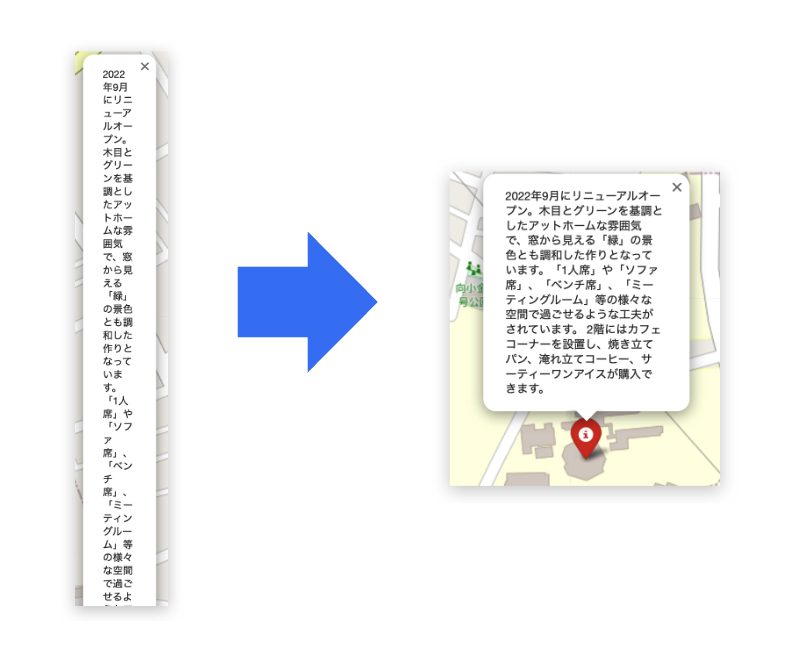 ×
2022
年9月
にリニ
ューア
ルオー
プン。
木目と
グリー
ンを基
調とし
たアッ
トホー
ムな雰
囲気
で、窓
から見
える
「緑」
の景色
とも調
和した
作りと
なって
いま
す。
「1人
席」や
「ソフ
ァ
席」、
「ベン
チ
席」、
「ミー
ティン
グルー
ム」等
の様々
な空間
で過ご
せるよ
×
2022年9月にリニューアルオー
プン。木目とグリーンを基調と
したアットホームな雰囲気
で、窓から見える「緑」の景
色とも調和した作りとなって
います。「1人席」や「ソファ
席」、「ベンチ席」、「ミー
ティングルーム」等の様々な
空間で過ごせるような工夫が
されています。 2階にはカフェ
コーナーを設置し、焼き立て
パン、淹れ立てコーヒー、サ
ーティーワンアイスが購入で
きます。
向小金
号公